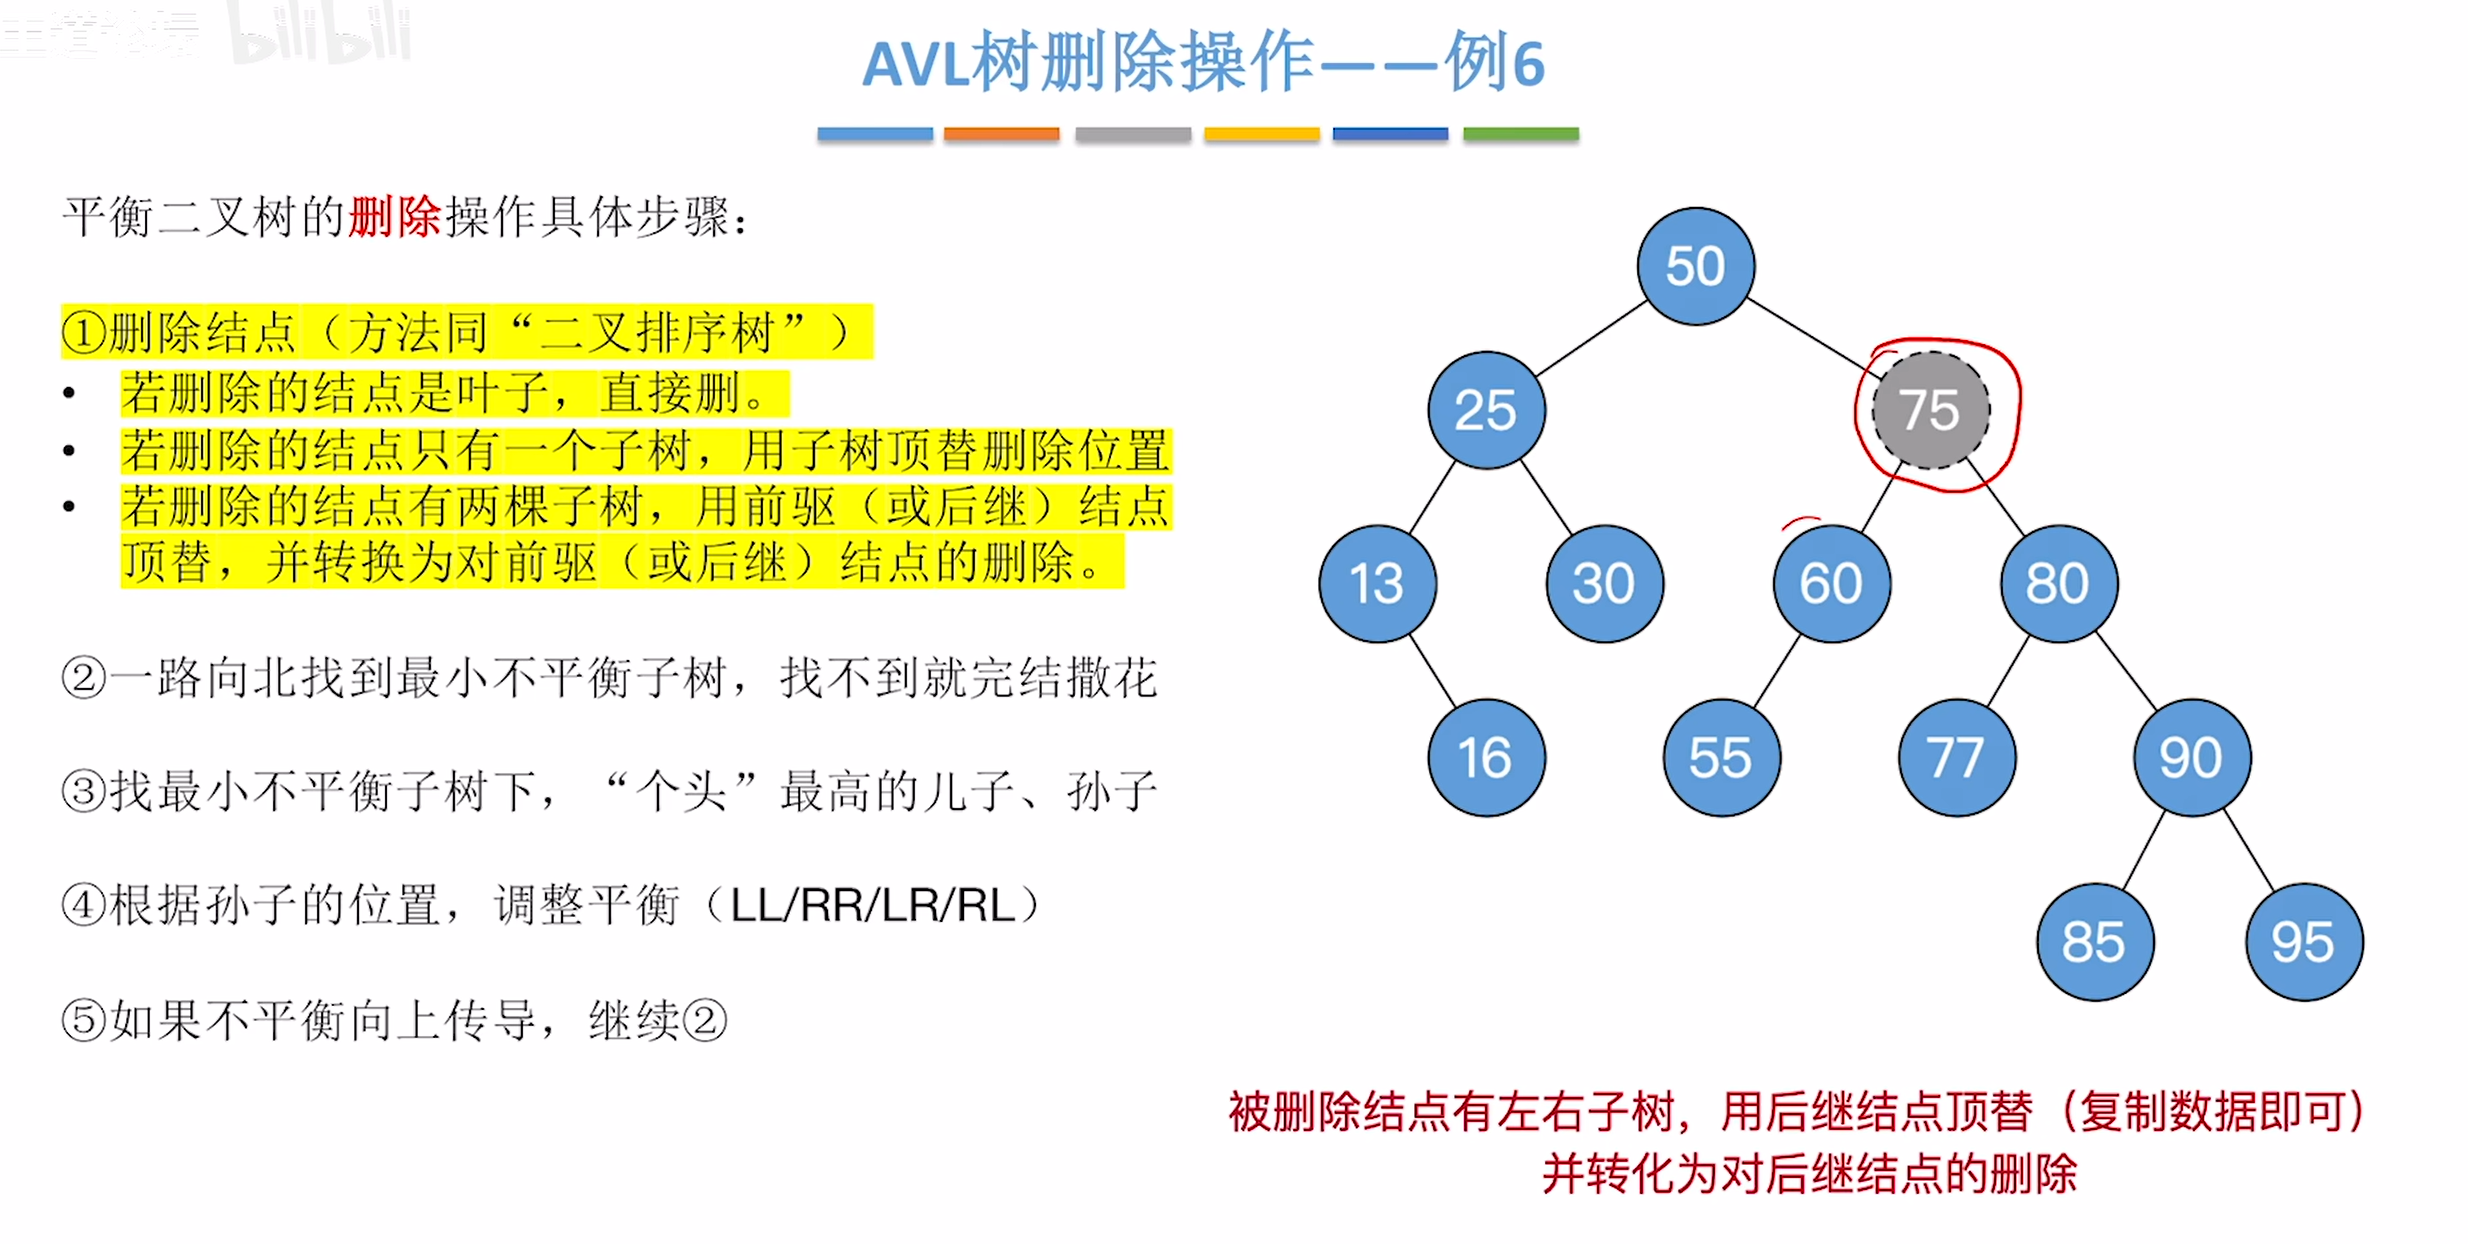 王道论坛 bilibili
AVL树删除操作——例6
平衡二叉树的删除操作具体步骤：
①删除结点（方法同“二叉排序树”）
• 若删除的结点是叶子，直接删。
• 若删除的结点只有一个子树，用子树顶替删除位置
• 若删除的结点有两棵子树，用前驱（或后继）结点
顶替，并转换为对前驱（或后继）结点的删除。
②一路向北找到最小不平衡子树，找不到就完结撒花
③找最小不平衡子树下，“个头”最高的儿子、孙子
④根据孙子的位置，调整平衡（LL/RR/LR/RL）
⑤如果不平衡向上传导，继续②
50
25 75
13 30 60 80
16 55 77 90
85 95
被删除结点有左右子树，用后继结点顶替（复制数据即可）
并转化为对后继结点的删除